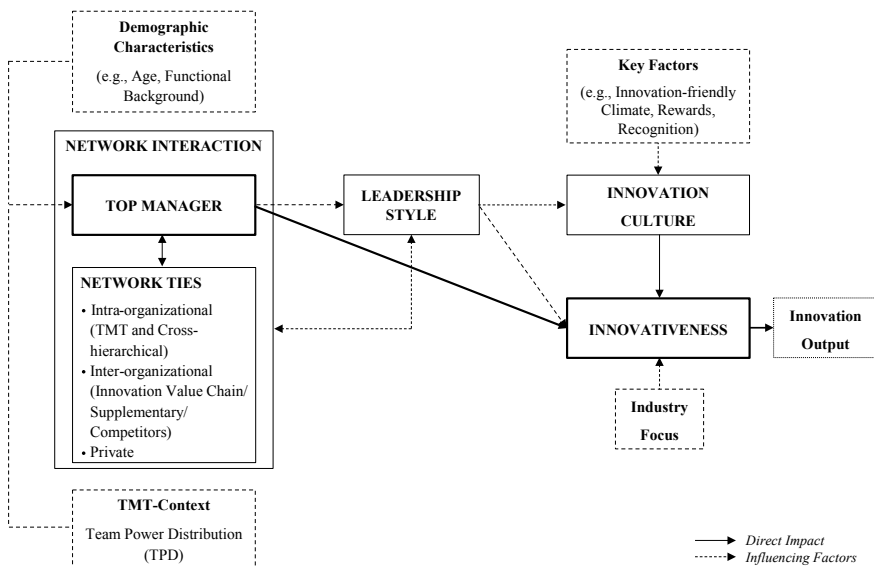 Demographic
Characteristics
(e.g., Age, Functional
Background)
Key Factors
(e.g., Innovation-friendly
Climate, Rewards,
Recognition)
NETWORK INTERACTION
TOP MANAGER
LEADERSHIP
STYLE
INNOVATION
CULTURE
NETWORK TIES
• Intra-organizational
(TMT and Cross-
hierarchical)
• Inter-organizational
(Innovation Value Chain/
Supplementary/
Competitors)
• Private
INNOVATIVENESS
Innovation
Output
Industry
Focus
TMT-Context
Team Power Distribution
(TPD)
Direct Impact
Influencing Factors